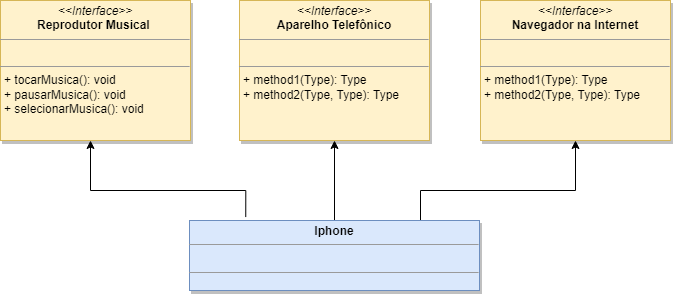 <<Interface>>
Reprodutor Musical
+ tocarMusica(): void
+ pausarMusica(): void
+ selecionarMusica(): void
<<Interface>>
Aparelho Telefônico
+ method1(Type): Type
+ method2(Type, Type): Type
<<Interface>>
Navegador na Internet
+ method1(Type): Type
+ method2(Type, Type): Type
Iphone